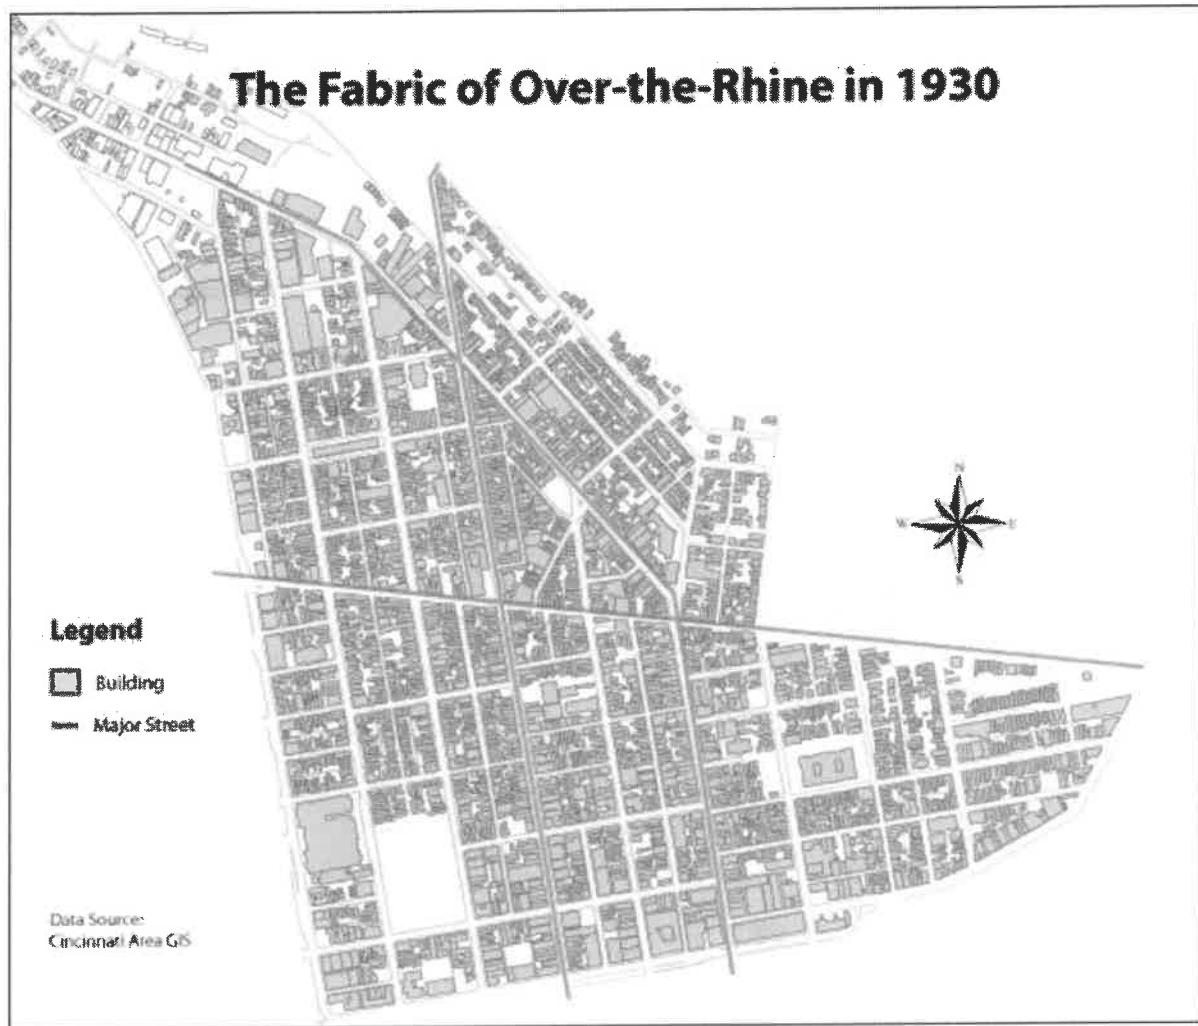 The Fabric of Over-the-Rhine in 1930
N
W E
S
Legend
Building
Major Street
Data Source:
Cincinnati Area GIS